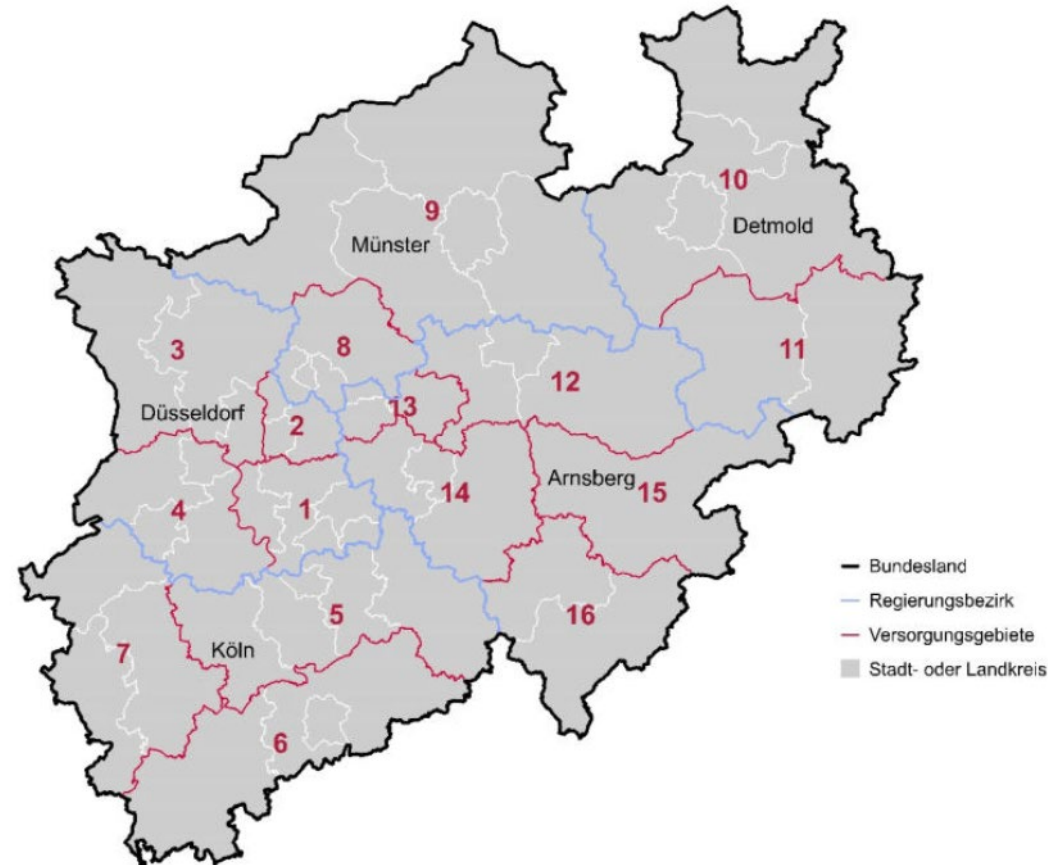 10
9
Detmold
Münster
3
8
11
12
Düsseldorf
13
2
Arnsberg
14
15
4
1
Bundesland
Regierungsbezirk
5
16
Versorgungsgebiete
7
Köln
Stadt- oder Landkreis
6